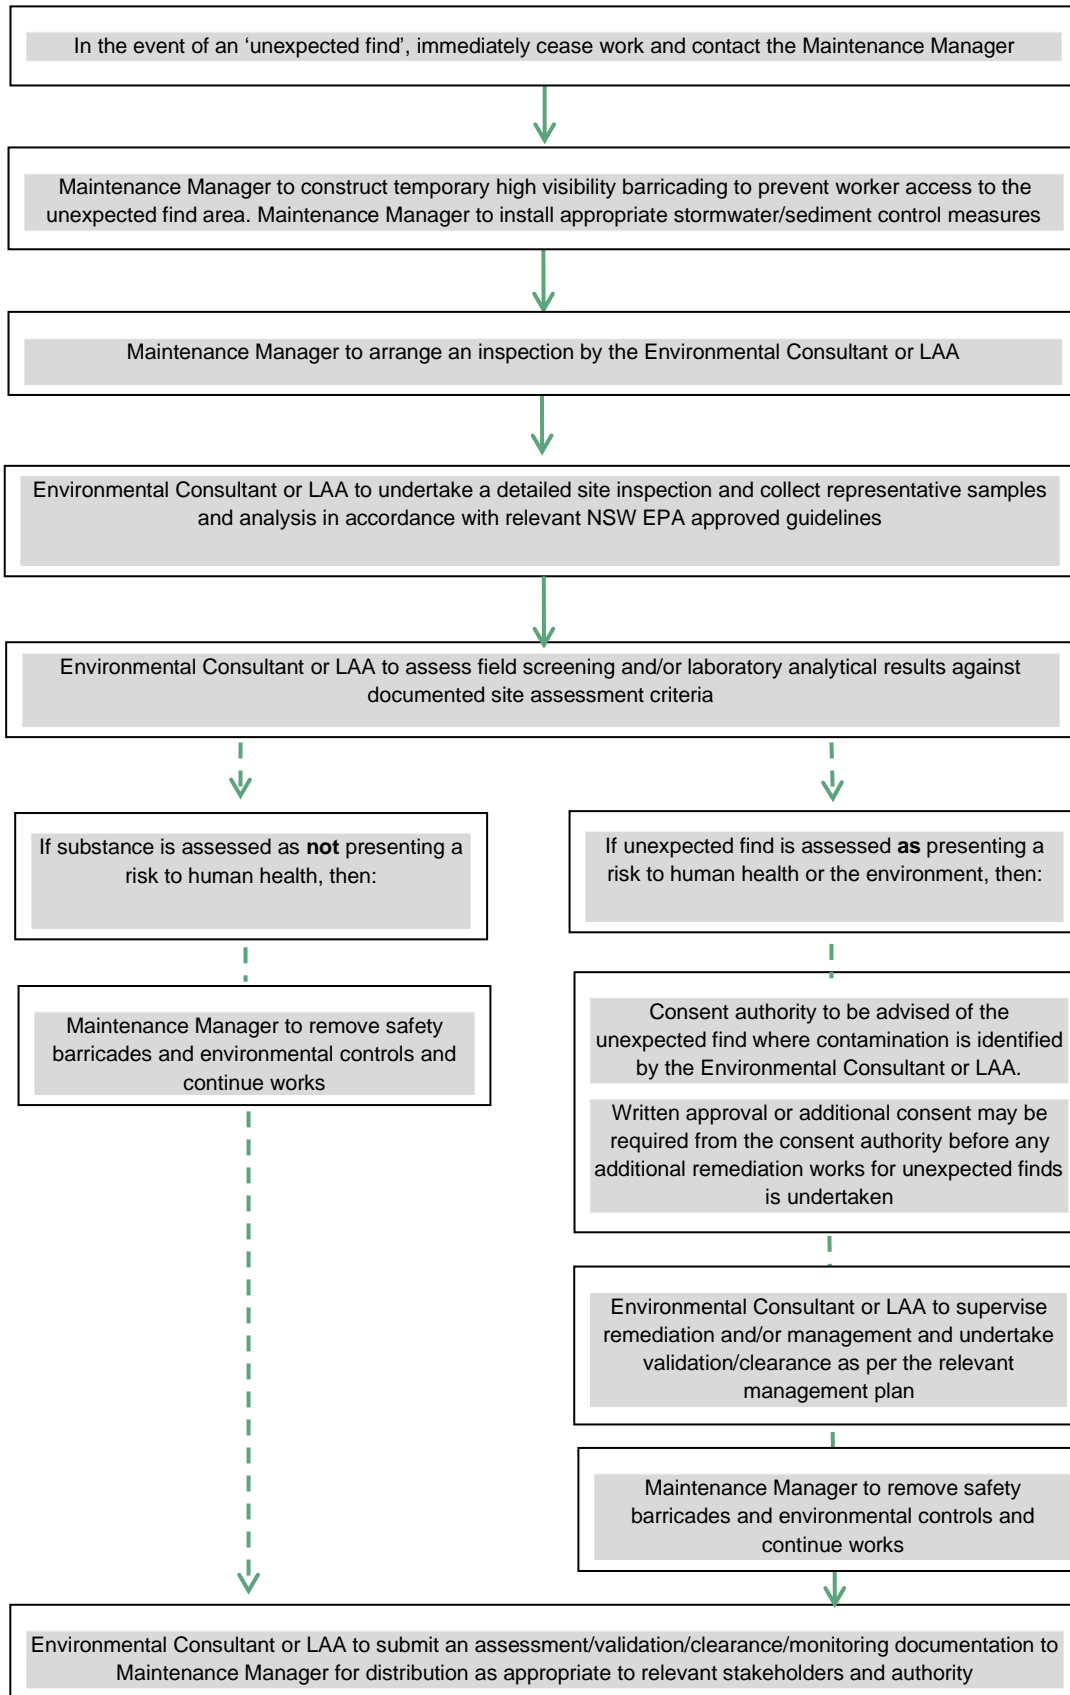 In the event of an ‘unexpected find’, immediately cease work and contact the Maintenance Manager
Maintenance Manager to construct temporary high visibility barricading to prevent worker access to the
unexpected find area. Maintenance Manager to install appropriate stormwater/sediment control measures
Maintenance Manager to arrange an inspection by the Environmental Consultant or LAA
Environmental Consultant or LAA to undertake a detailed site inspection and collect representative samples
and analysis in accordance with relevant NSW EPA approved guidelines
Environmental Consultant or LAA to assess field screening and/or laboratory analytical results against
documented site assessment criteria
If substance is assessed as not presenting a
risk to human health, then:
Maintenance Manager to remove safety
barricades and environmental controls and
continue works
If unexpected find is assessed as presenting a
risk to human health or the environment, then:
Consent authority to be advised of the
unexpected find where contamination is identified
by the Environmental Consultant or LAA.
Written approval or additional consent may be
required from the consent authority before any
additional remediation works for unexpected finds
is undertaken
Environmental Consultant or LAA to supervise
remediation and/or management and undertake
validation/clearance as per the relevant
management plan
Maintenance Manager to remove safety
barricades and environmental controls and
continue works
Environmental Consultant or LAA to submit an assessment/validation/clearance/monitoring documentation to
Maintenance Manager for distribution as appropriate to relevant stakeholders and authority